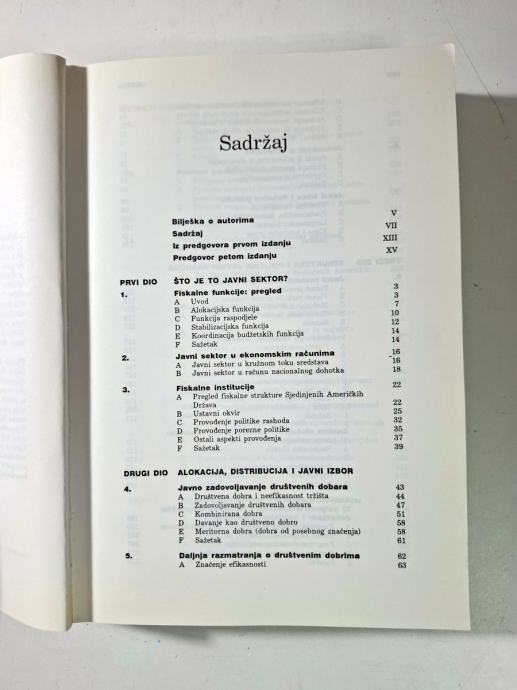 Sadržaj
Bilješka o autorima V
Sadržaj VII
Iz predgovora prvom izdanju XIII
Predgovor petom izdanju XV
PRVI DIO ŠTO JE TO JAVNI SEKTOR?
1. Fiskalne funkcije: pregled 3
A Uvod 3
B Alokacijska funkcija 7
C Funkcija raspodjele 10
D Stabilizacijska funkcija 12
E Koordinacija budžetskih funkcija 14
F Sažetak 14
2. Javni sektor u ekonomskim računima 16
A Javni sektor u kružnom toku sredstava 16
B Javni sektor u računu nacionalnog dohotka 18
3. Fiskalne institucije 22
A Pregled fiskalne strukture Sjedinjenih Američkih
Država 22
B Ustavni okvir 25
C Provođenje politike rashoda 32
D Provođenje porezne politike 35
E Ostali aspekti provođenja 37
F Sažetak 39
DRUGI DIO ALOKACIJA, DISTRIBUCIJA I JAVNI IZBOR
4. Javno zadovoljavanje društvenih dobara 43
A Društvena dobra i neefikasnost tržišta 44
B Zadovoljavanje društvenih dobara 47
C Kombinirana dobra 51
D Davanje kao društveno dobro 58
E Meritorna dobra (dobra od posebnog značenja) 58
F Sažetak 61
5. Daljnja razmatranja o društvenim dobrima 62
A Značenje efikasnosti 63